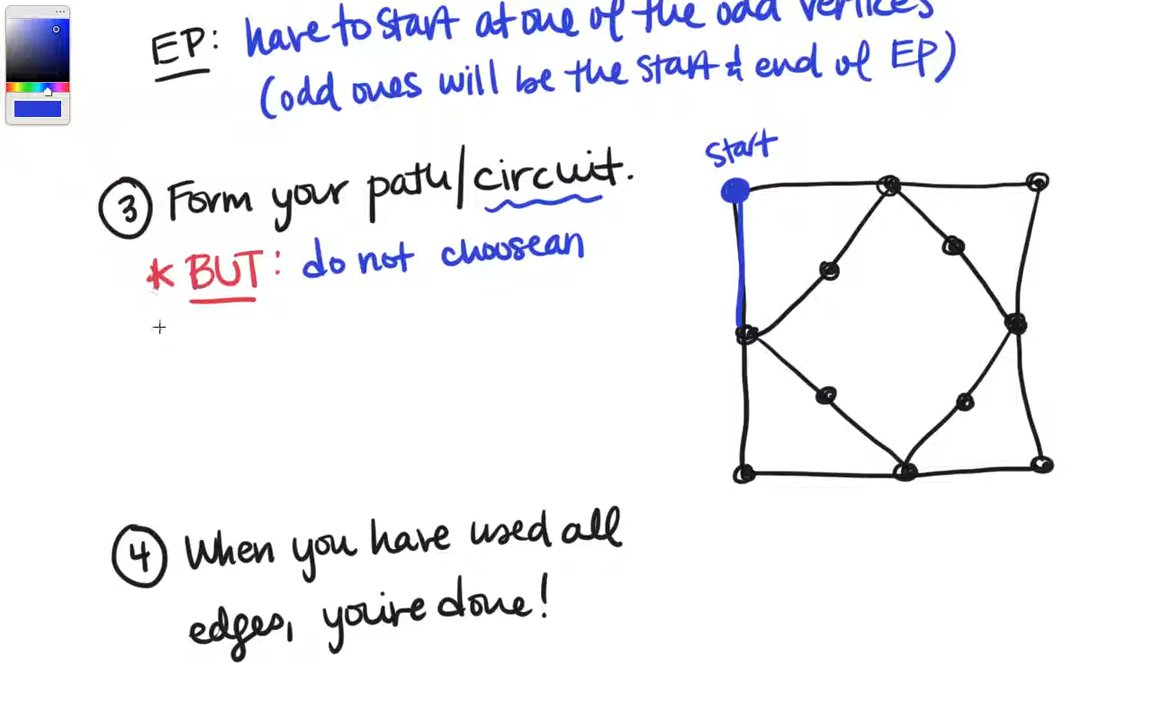 EP: have to start at one of the odd vertices
(odd ones will be the start & end of EP)
③ Form your path/circuit.
* BUT: do not choosean
Start
④ When you have used all
edges, you're done!